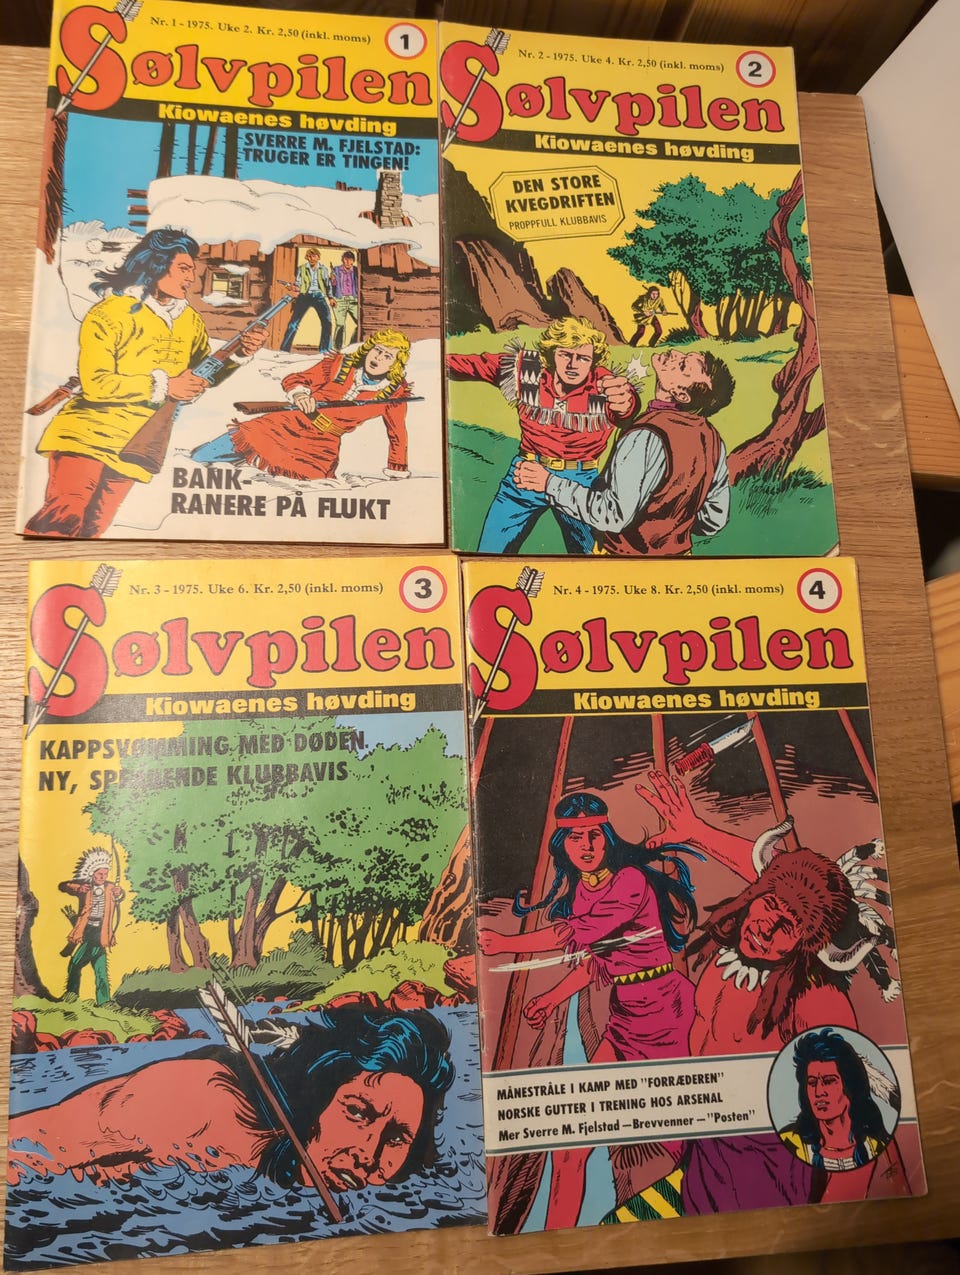 Nr. 1 - 1975. Uke 2. Kr. 2,50 (inkl. moms)
1
Sølvpilen
Kiowaenes høvding
SVERRE M. FJELSTAD:
TRUGER ER TINGEN!
BANK-
RANERE PÅ FLUKT
Nr. 2 - 1975. Uke 4. Kr. 2,50 (inkl. moms)
2
Sølvpilen
Kiowaenes høvding
DEN STORE
KVEGDRIFTEN
PROPPFULL KLUBBAVIS
Nr. 3 - 1975. Uke 6. Kr. 2,50 (inkl. moms)
3
Sølvpilen
Kiowaenes høvding
KAPPSVØMMING MED DØDEN
NY, SPENNENDE KLUBBAVIS
Nr. 4 - 1975. Uke 8. Kr. 2,50 (inkl. moms)
4
Sølvpilen
Kiowaenes høvding
MÅNESTRÅLE I KAMP MED "FORRÆDEREN"
NORSKE GUTTER I TRENING HOS ARSENAL
Mer Sverre M. Fjelstad — Brevvenner — "Posten"